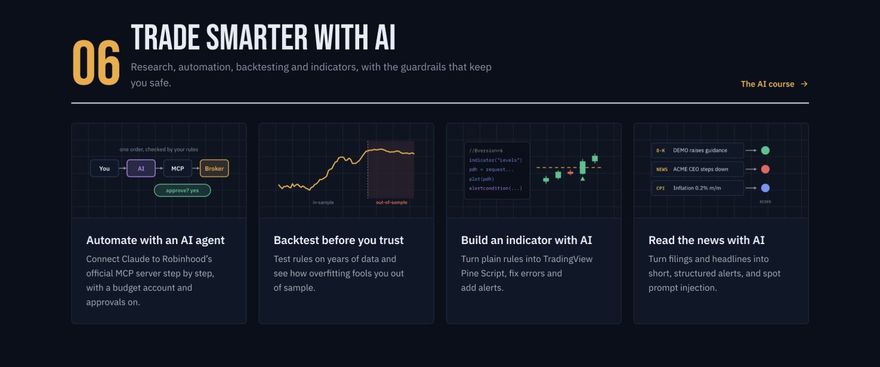 06
TRADE SMARTER WITH AI
Research, automation, backtesting and indicators, with the guardrails that keep
you safe.
The AI course →
one order, checked by your rules
You
AI
MCP
Broker
approve? yes
Automate with an AI agent
Connect Claude to Robinhood's
official MCP server step by step,
with a budget account and
approvals on.
in-sample
out-of-sample
Backtest before you trust
Test rules on years of data and
see how overfitting fools you out
of sample.
//@version=6
indicator("Levels")
pdh = request...
plot(pdh)
alertcondition(...)
Build an indicator with AI
Turn plain rules into TradingView
Pine Script, fix errors and
add alerts.
8-K DEMO raises guidance
NEWS ACME CEO steps down
CPI Inflation 0.2% m/m
Read the news with AI
Turn filings and headlines into
short, structured alerts, and spot
prompt injection.